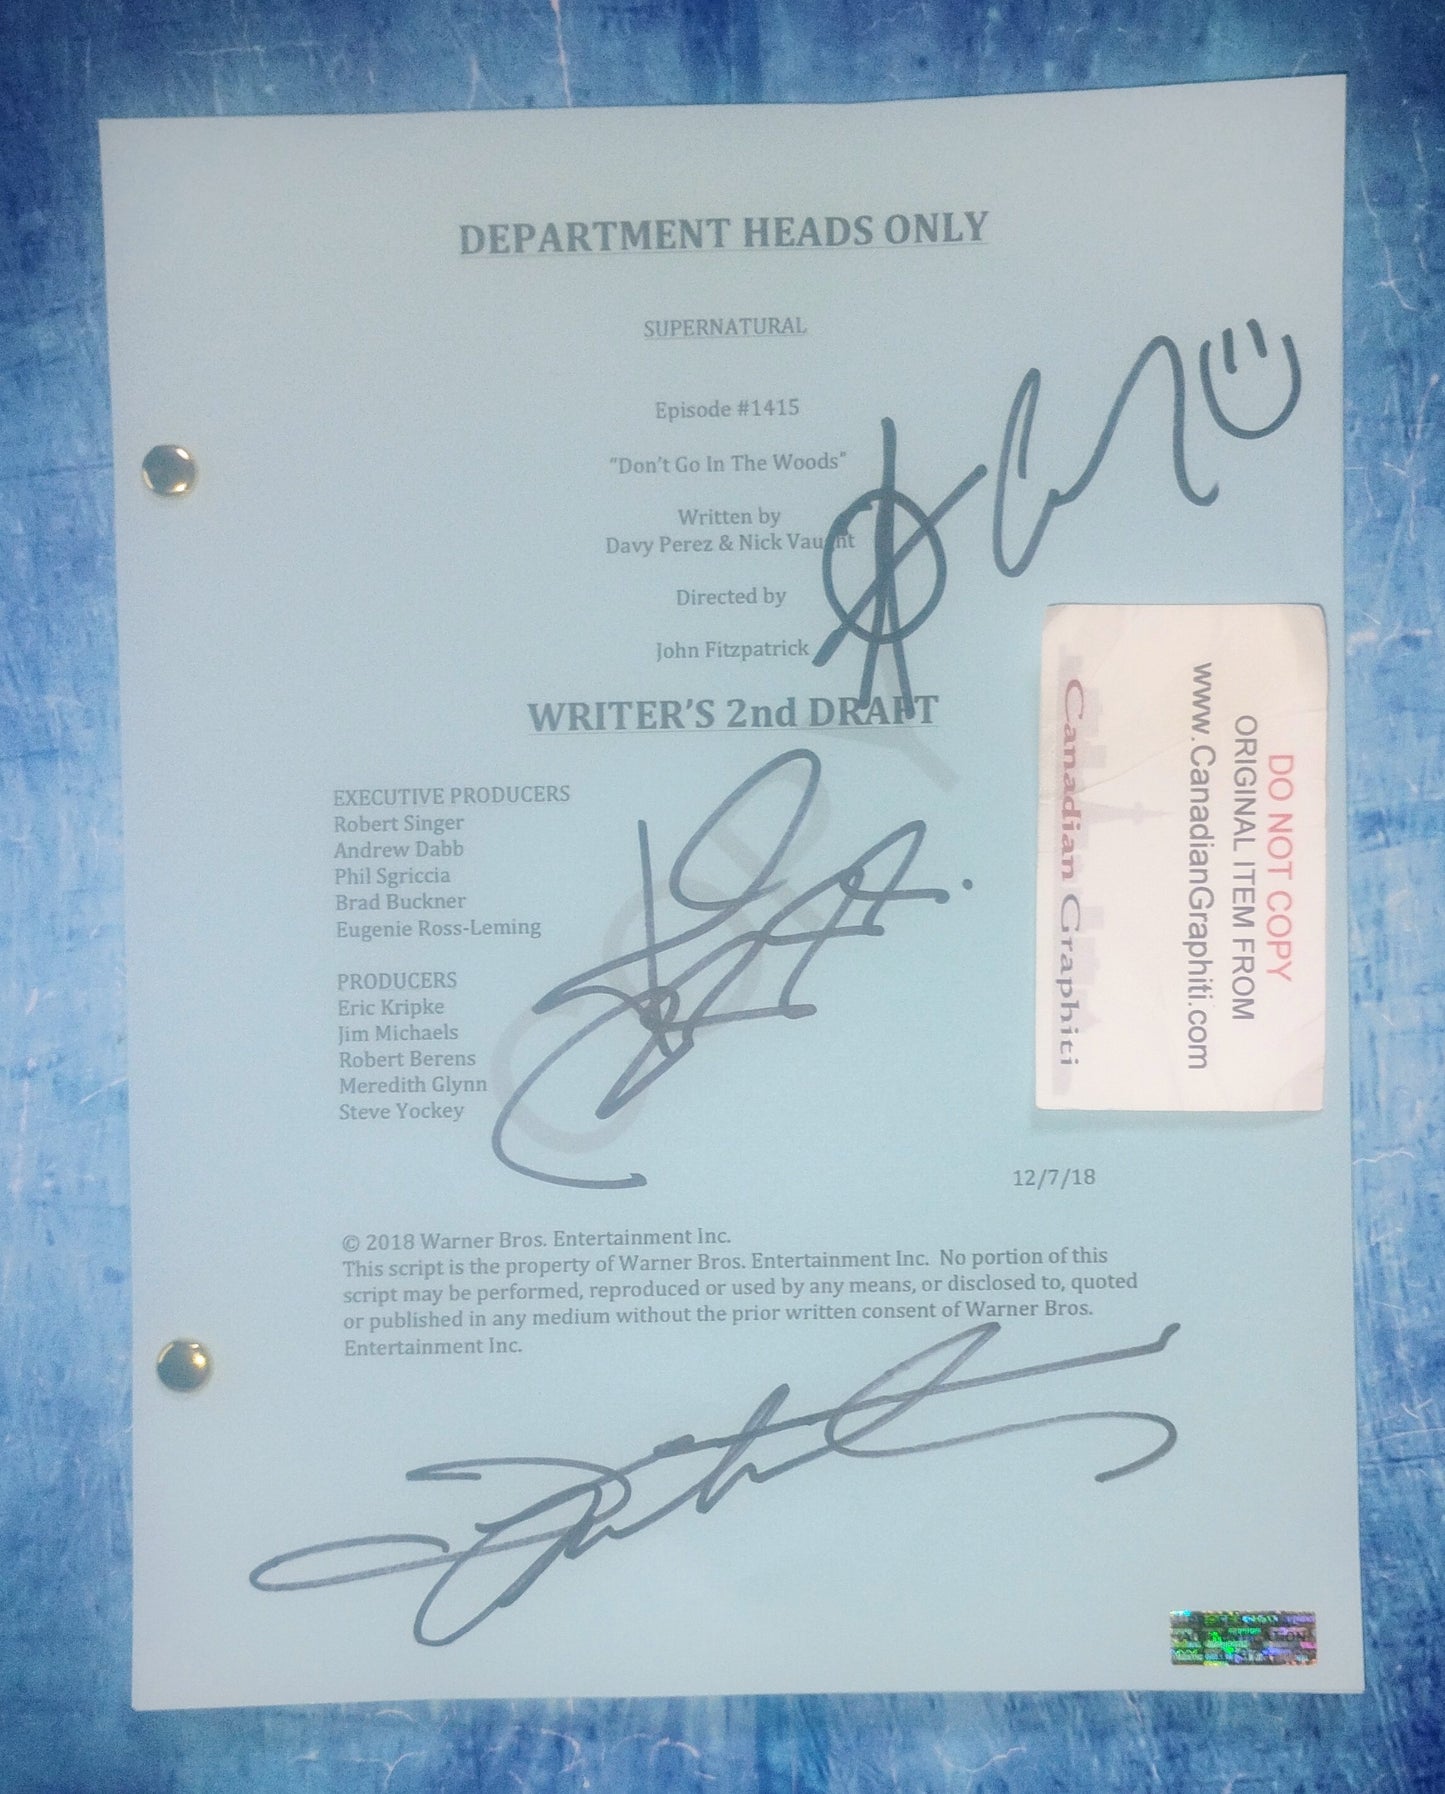 DEPARTMENT HEADS ONLY
SUPERNATURAL
Episode #1415
"Don't Go In The Woods"
Written by
Davy Perez & Nick Vaught
Directed by
John Fitzpatrick
WRITER'S 2nd DRAFT
EXECUTIVE PRODUCERS
Robert Singer
Andrew Dabb
Phil Sgriccia
Brad Buckner
Eugenie Ross-Leming
PRODUCERS
Eric Kripke
Jim Michaels
Robert Berens
Meredith Glynn
Steve Yockey
12/7/18
© 2018 Warner Bros. Entertainment Inc.
This script is the property of Warner Bros. Entertainment Inc. No portion of this
script may be performed, reproduced or used by any means, or disclosed to, quoted
or published in any medium without the prior written consent of Warner Bros.
Entertainment Inc.
COPY
DO NOT COPY
ORIGINAL ITEM FROM
www.CanadianGraphiti.com
Canadian Graphiti